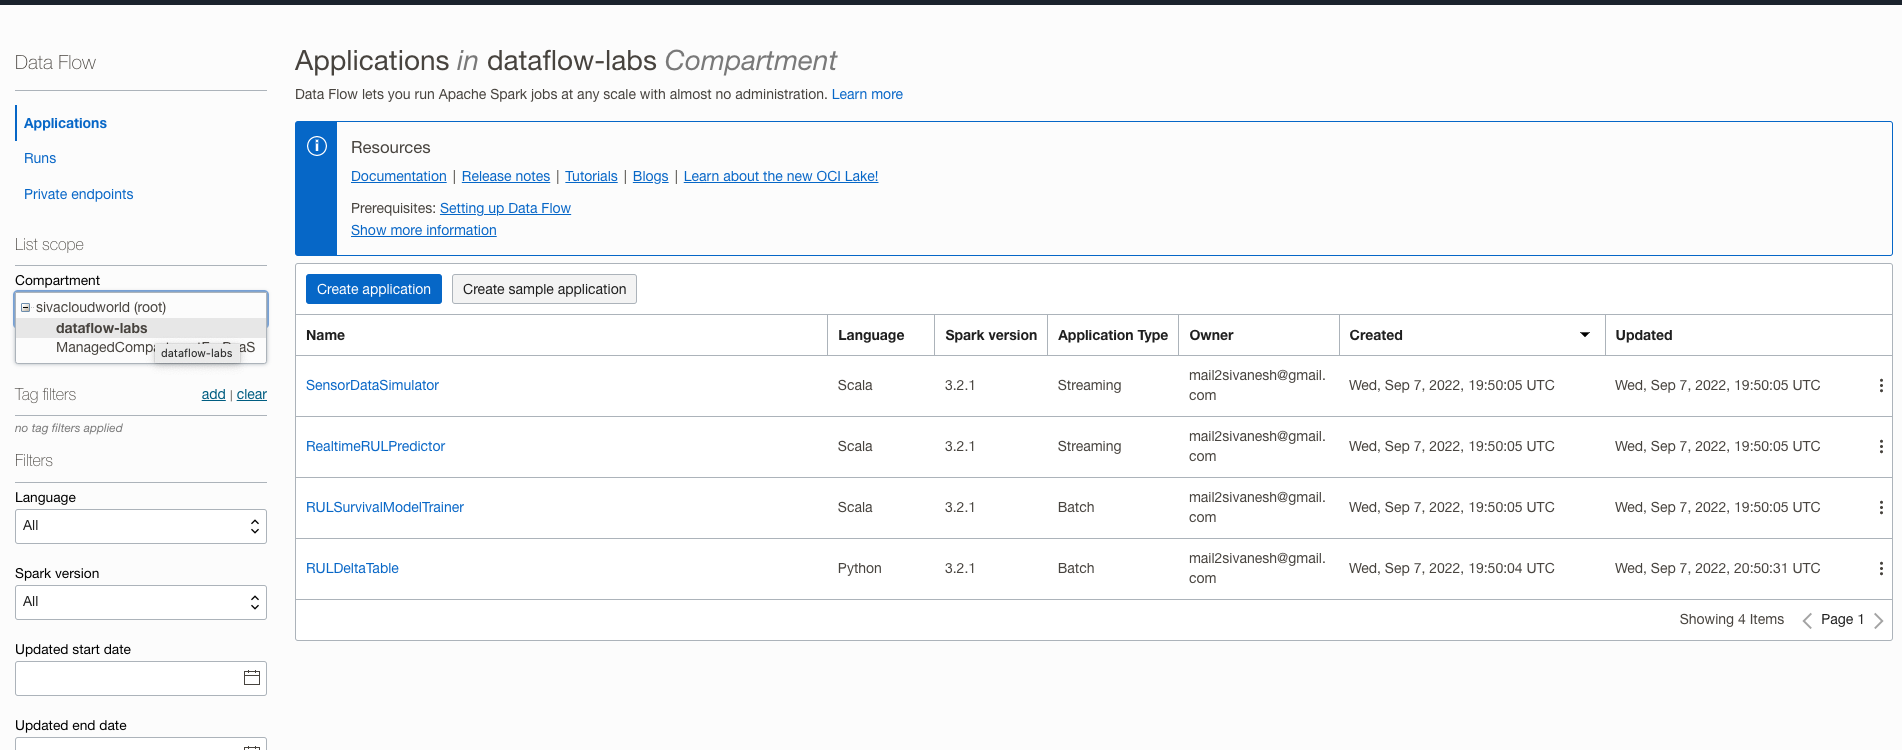 Data Flow
Applications
Runs
Private endpoints
List scope
Compartment
sivacloudworld (root)
dataflow-labs
dataflow-labs
Tag filters add | clear
no tag filters applied
Filters
Language
All
Spark version
All
Updated start date
Updated end date
Applications in dataflow-labs Compartment
Data Flow lets you run Apache Spark jobs at any scale with almost no administration. Learn more
Resources
Documentation | Release notes | Tutorials | Blogs | Learn about the new OCI Lake!
Prerequisites: Setting up Data Flow
Show more information
Create application Create sample application
Name Language Spark version Application Type Owner Created Updated
SensorDataSimulator Scala 3.2.1 Streaming mail2sivanesh@gmail. Wed, Sep 7, 2022, 19:50:05 UTC Wed, Sep 7, 2022, 19:50:05 UTC
com
RealtimeRULPredictor Scala 3.2.1 Streaming mail2sivanesh@gmail. Wed, Sep 7, 2022, 19:50:05 UTC Wed, Sep 7, 2022, 19:50:05 UTC
com
RULSurvivalModelTrainer Scala 3.2.1 Batch mail2sivanesh@gmail. Wed, Sep 7, 2022, 19:50:05 UTC Wed, Sep 7, 2022, 19:50:05 UTC
com
RULDeltaTable Python 3.2.1 Batch mail2sivanesh@gmail. Wed, Sep 7, 2022, 19:50:04 UTC Wed, Sep 7, 2022, 20:50:31 UTC
com
Showing 4 Items Page 1